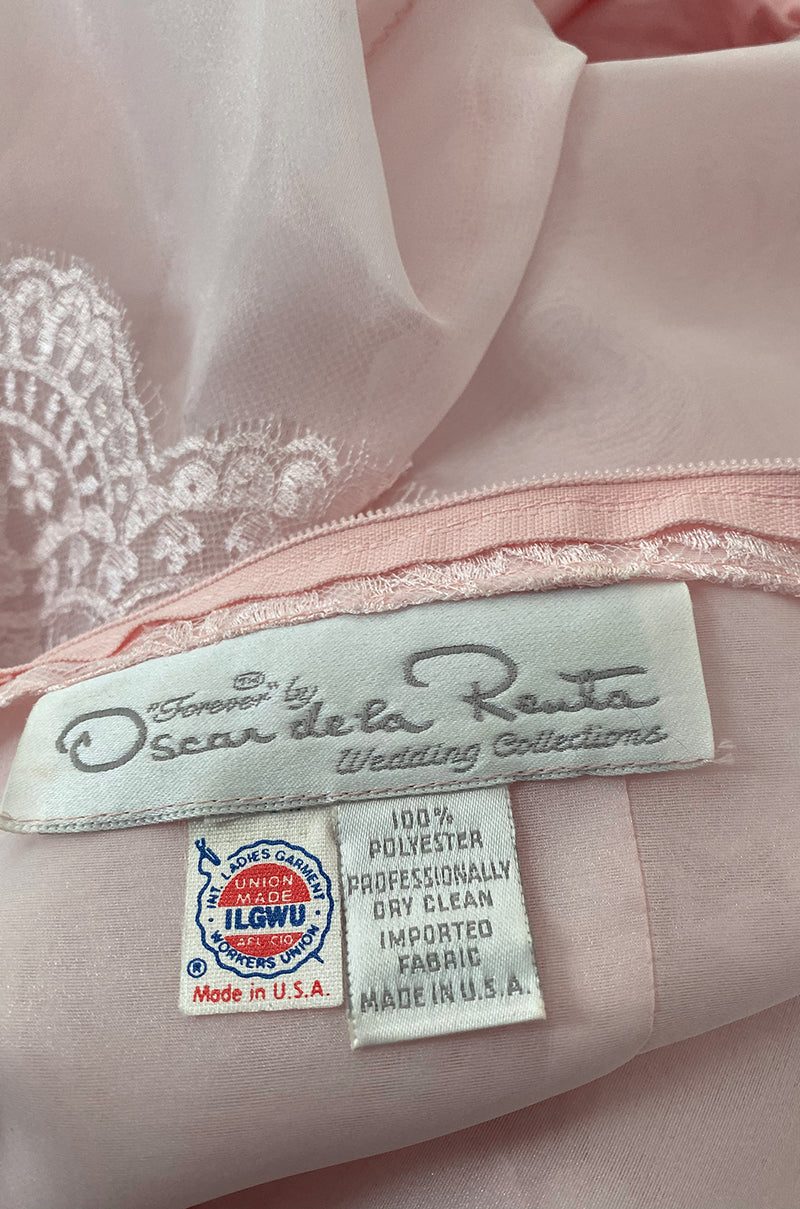 TM
"Forever" by
Oscar de la Renta
Wedding Collections
INT. LADIES GARMENT
UNION
MADE
ILGWU
AFL CIO
WORKERS UNION
®
Made in U.S.A.
100%
POLYESTER
PROFESSIONALLY
DRY CLEAN
IMPORTED
FABRIC
MADE IN U.S.A.